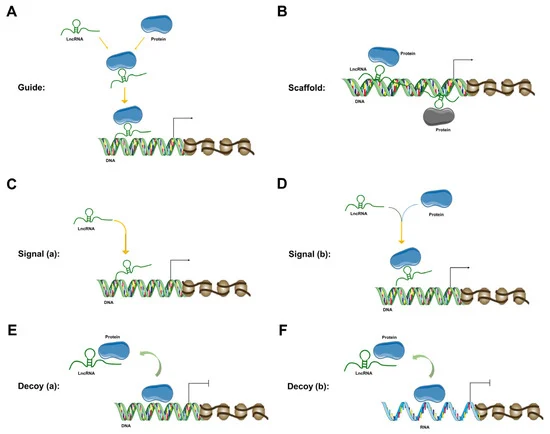 A
B
LncRNA
Protein
Protein
LncRNA
Guide:
Scaffold:
DNA
Protein
DNA
C
D
LncRNA
Protein
LncRNA
Signal (a):
Signal (b):
DNA
DNA
E
F
Protein
Protein
LncRNA
LncRNA
Decoy (a):
Decoy (b):
DNA
RNA